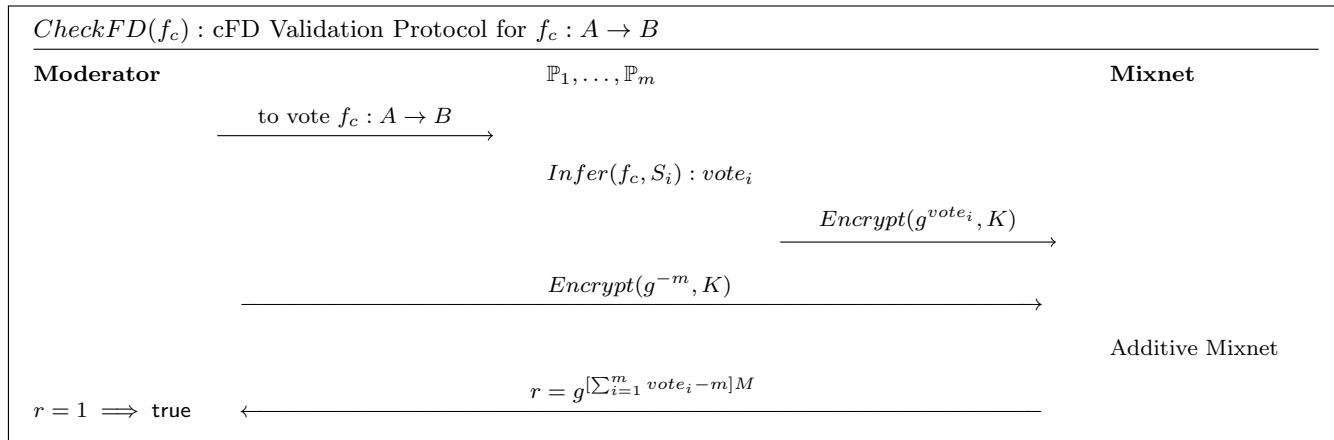 CheckFD(f_c) : cFD Validation Protocol for f_c : A → B
Moderator ℙ_1, . . . , ℙ_m Mixnet
to vote f_c : A → B
Infer(f_c, S_i) : vote_i
Encrypt(g^{vote_i}, K)
Encrypt(g^{-m}, K)
Additive Mixnet
r = g^{[∑_{i=1}^{m} vote_i − m]M}
r = 1 ⟹ true